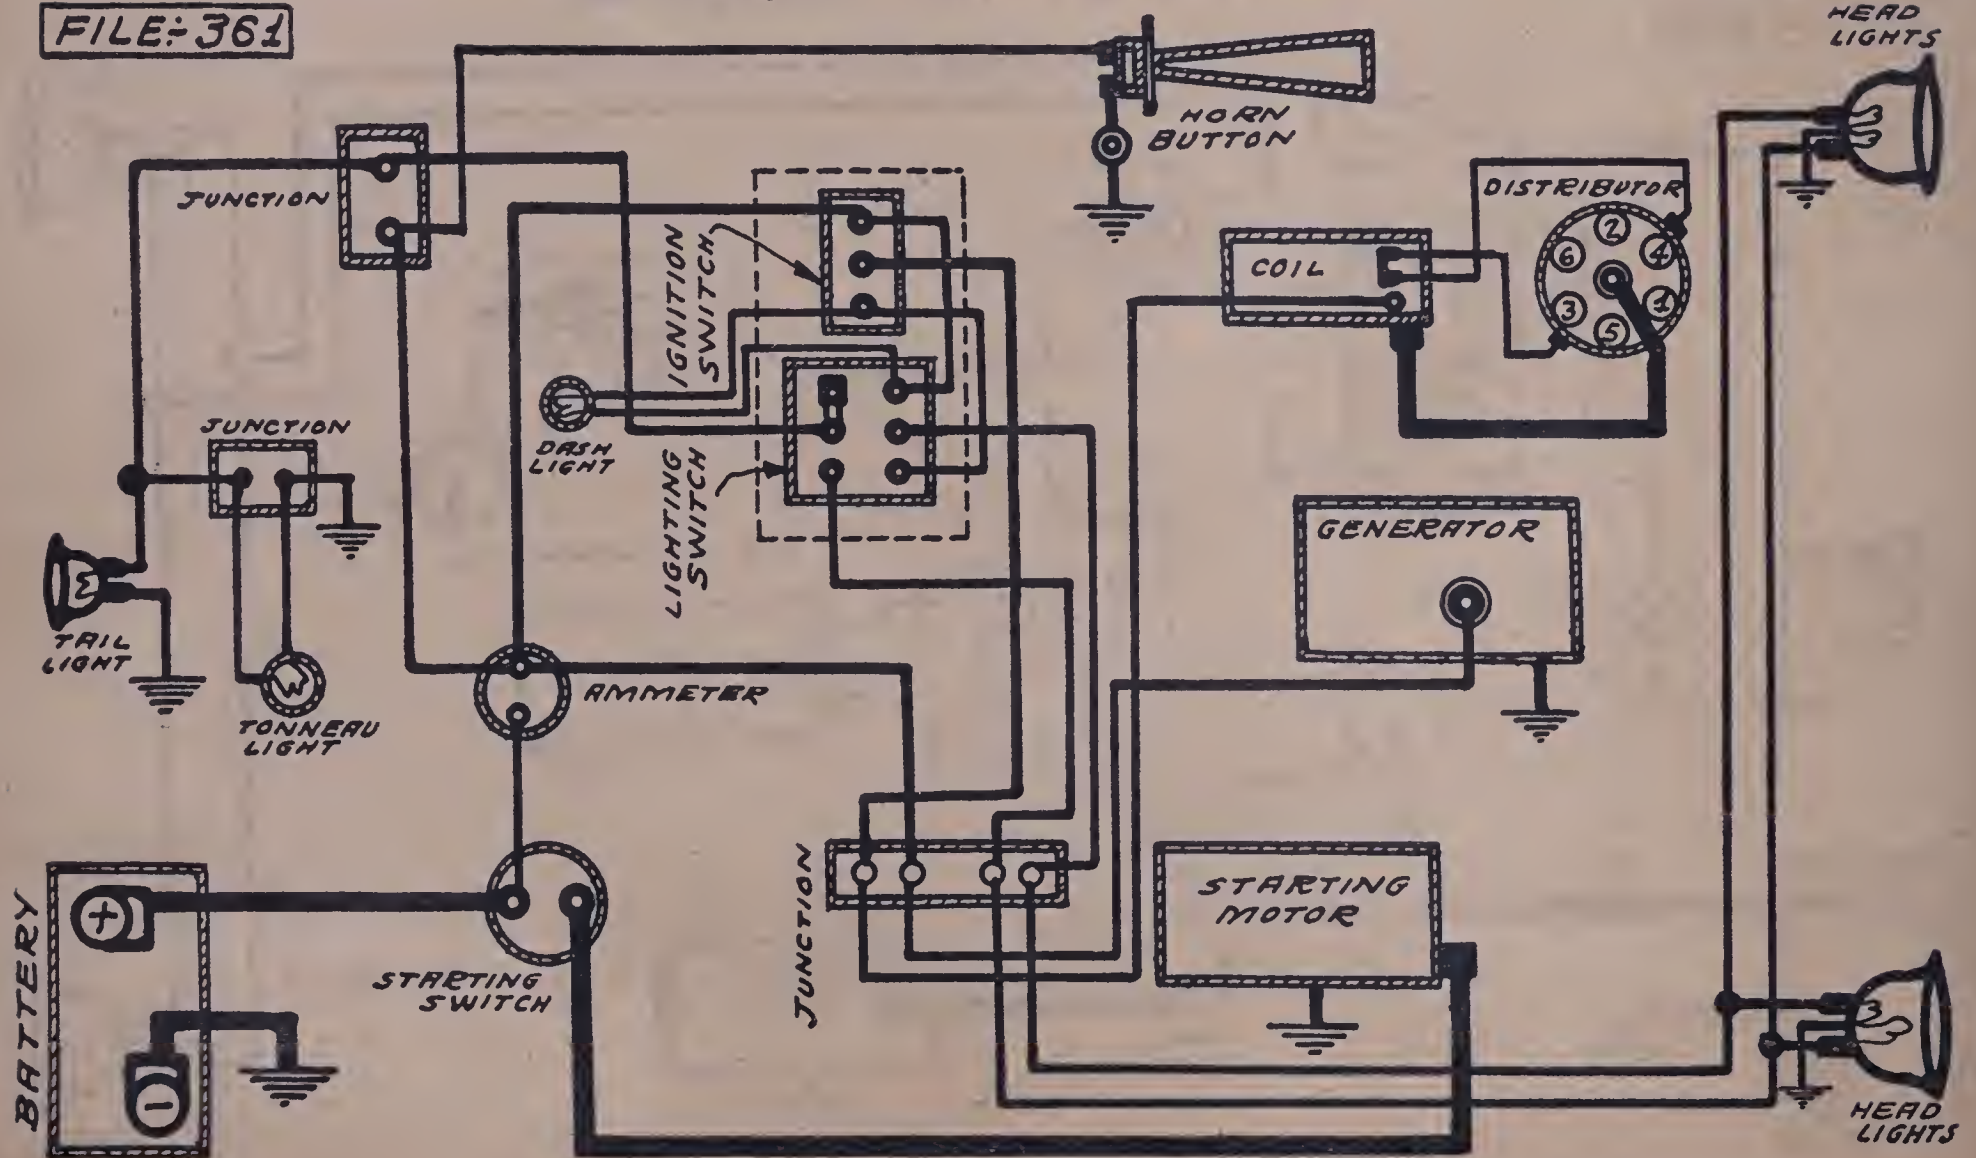 FILE:-361
HEAD
LIGHTS
HORN
BUTTON
JUNCTION
IGNITION
SWITCH
DISTRIBUTOR
COIL
2
4
1
5
3
6
JUNCTION
DASH
LIGHT
LIGHTING
SWITCH
GENERATOR
TAIL
LIGHT
AMMETER
TONNEAU
LIGHT
BATTERY
+
−
STARTING
SWITCH
JUNCTION
STARTING
MOTOR
HEAD
LIGHTS